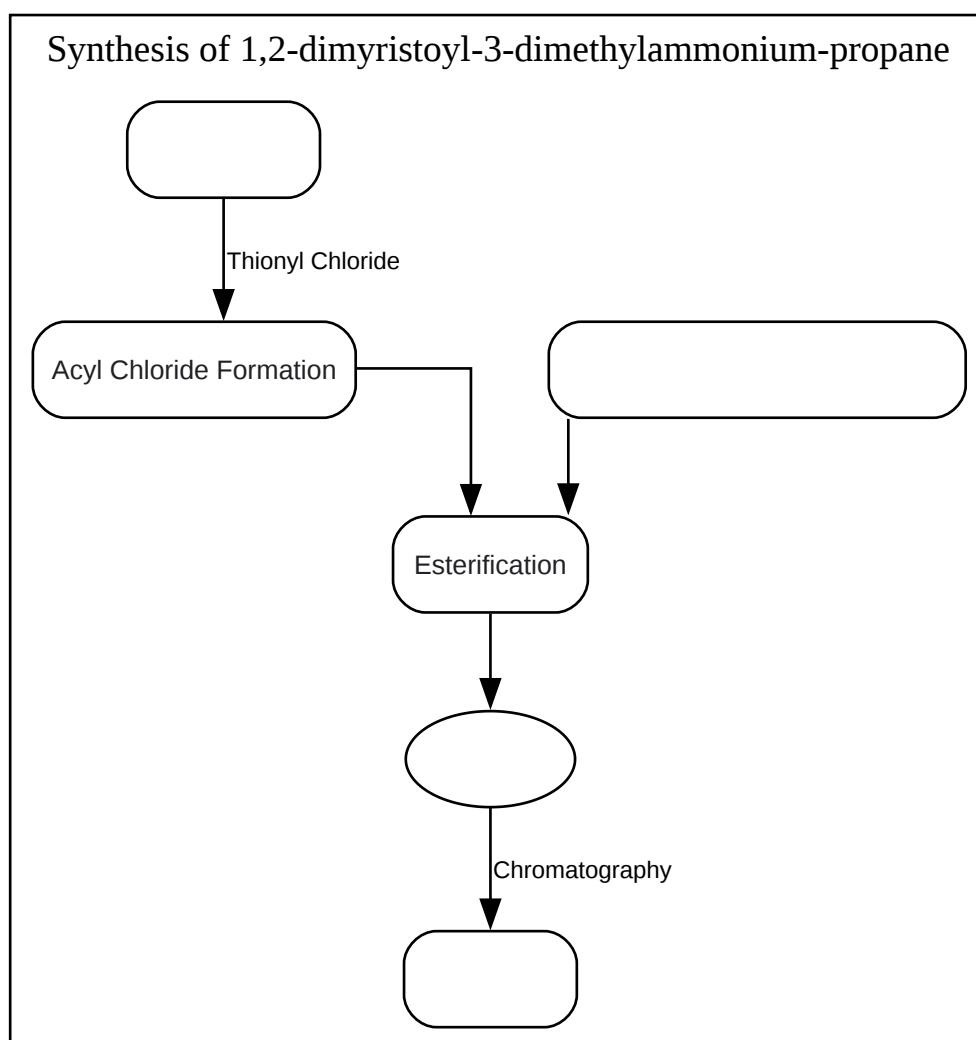 Synthesis of 1,2-dimyristoyl-3-dimethylammonium-propane
Thionyl Chloride
Acyl Chloride Formation
Esterification
Chromatography